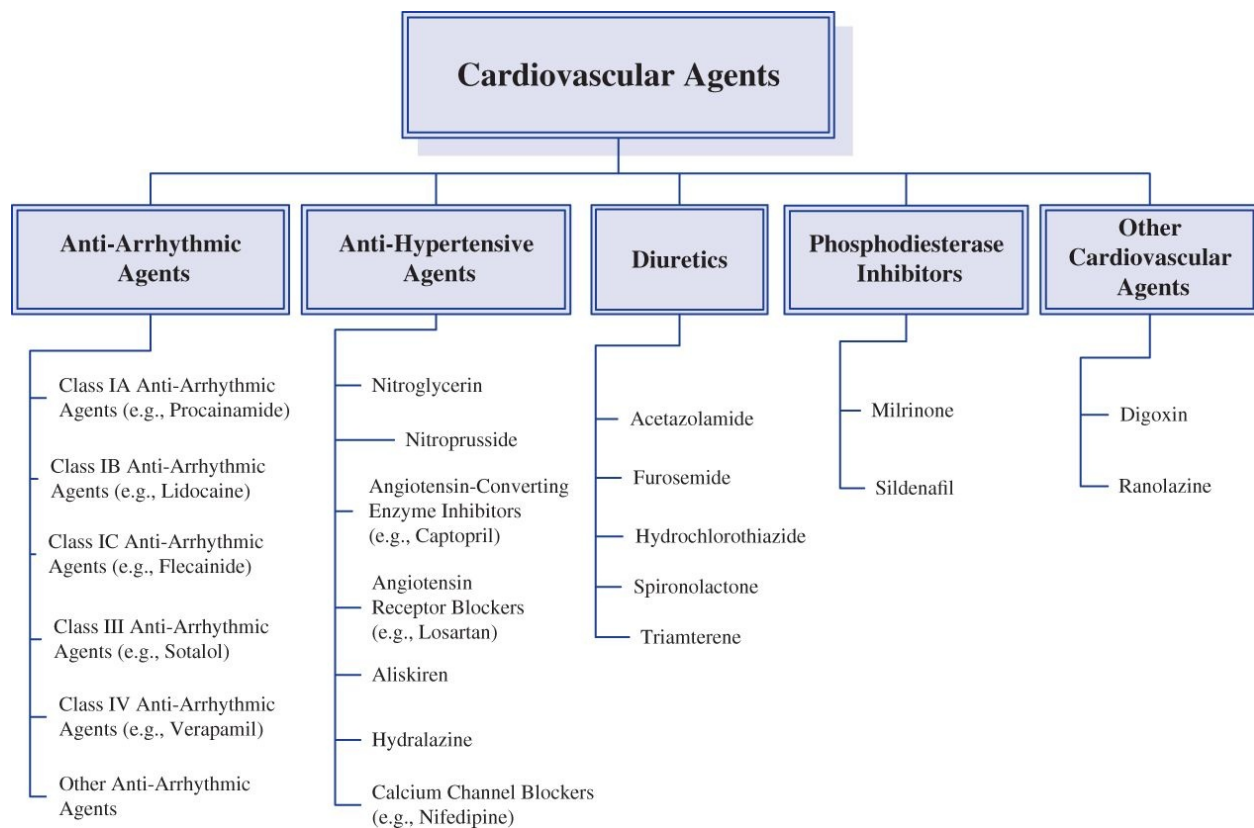 Cardiovascular Agents
Anti-Arrhythmic
Agents
Anti-Hypertensive
Agents
Diuretics
Phosphodiesterase
Inhibitors
Other
Cardiovascular
Agents
Class IA Anti-Arrhythmic
Agents (e.g., Procainamide)
Class IB Anti-Arrhythmic
Agents (e.g., Lidocaine)
Class IC Anti-Arrhythmic
Agents (e.g., Flecainide)
Class III Anti-Arrhythmic
Agents (e.g., Sotalol)
Class IV Anti-Arrhythmic
Agents (e.g., Verapamil)
Other Anti-Arrhythmic
Agents
Nitroglycerin
Nitroprusside
Angiotensin-Converting
Enzyme Inhibitors
(e.g., Captopril)
Angiotensin
Receptor Blockers
(e.g., Losartan)
Aliskiren
Hydralazine
Calcium Channel Blockers
(e.g., Nifedipine)
Acetazolamide
Furosemide
Hydrochlorothiazide
Spironolactone
Triamterene
Milrinone
Sildenafil
Digoxin
Ranolazine